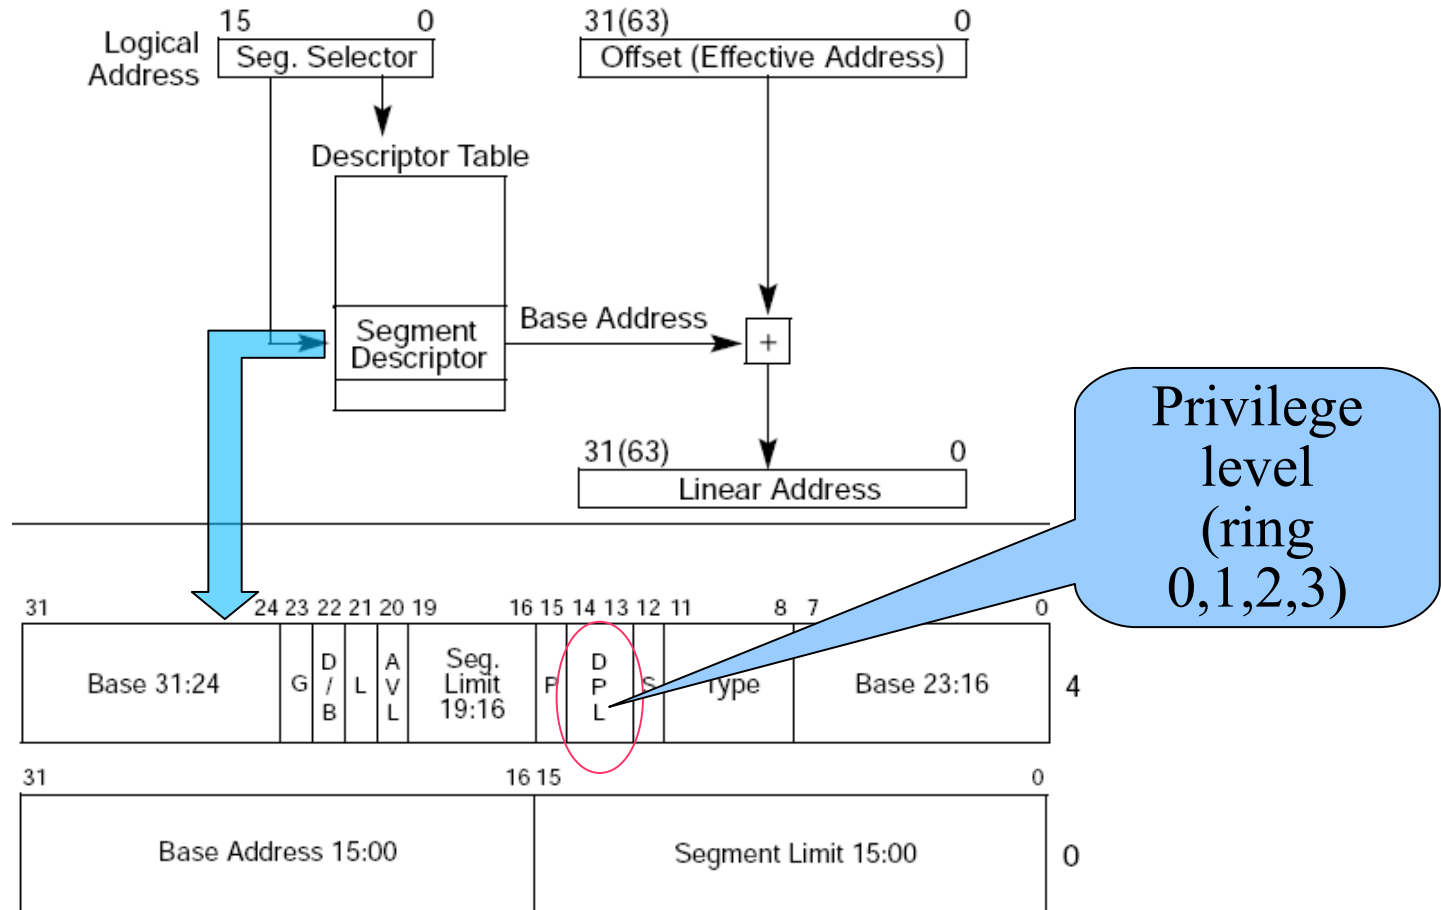 15 0
31(63) 0
Logical
Address
Seg. Selector
Offset (Effective Address)
Descriptor Table
Segment
Descriptor
Base Address
+
31(63) 0
Linear Address
Privilege
level
(ring
0,1,2,3)
31 24 23 22 21 20 19 16 15 14 13 12 11 8 7 0
Base 31:24
G
D
/
B
L
A
V
L
Seg.
Limit
19:16
P
D
P
L
S
Type
Base 23:16
4
31 16 15 0
Base Address 15:00
Segment Limit 15:00
0